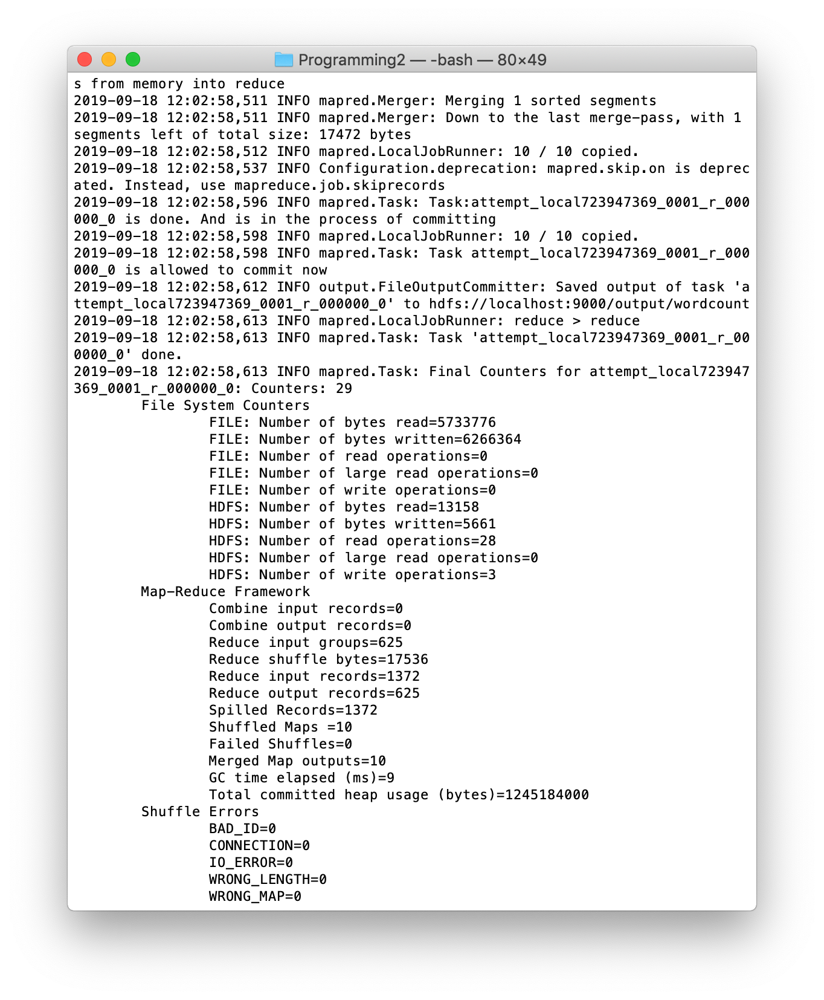 Programming2 — -bash — 80×49
s from memory into reduce
2019-09-18 12:02:58,511 INFO mapred.Merger: Merging 1 sorted segments
2019-09-18 12:02:58,511 INFO mapred.Merger: Down to the last merge-pass, with 1
segments left of total size: 17472 bytes
2019-09-18 12:02:58,512 INFO mapred.LocalJobRunner: 10 / 10 copied.
2019-09-18 12:02:58,537 INFO Configuration.deprecation: mapred.skip.on is deprec
ated. Instead, use mapreduce.job.skiprecords
2019-09-18 12:02:58,596 INFO mapred.Task: Task:attempt_local723947369_0001_r_000
000_0 is done. And is in the process of committing
2019-09-18 12:02:58,598 INFO mapred.LocalJobRunner: 10 / 10 copied.
2019-09-18 12:02:58,598 INFO mapred.Task: Task attempt_local723947369_0001_r_000
000_0 is allowed to commit now
2019-09-18 12:02:58,612 INFO output.FileOutputCommitter: Saved output of task 'a
ttempt_local723947369_0001_r_000000_0' to hdfs://localhost:9000/output/wordcount
2019-09-18 12:02:58,613 INFO mapred.LocalJobRunner: reduce > reduce
2019-09-18 12:02:58,613 INFO mapred.Task: Task 'attempt_local723947369_0001_r_00
0000_0' done.
2019-09-18 12:02:58,613 INFO mapred.Task: Final Counters for attempt_local723947
369_0001_r_000000_0: Counters: 29
File System Counters
FILE: Number of bytes read=5733776
FILE: Number of bytes written=6266364
FILE: Number of read operations=0
FILE: Number of large read operations=0
FILE: Number of write operations=0
HDFS: Number of bytes read=13158
HDFS: Number of bytes written=5661
HDFS: Number of read operations=28
HDFS: Number of large read operations=0
HDFS: Number of write operations=3
Map-Reduce Framework
Combine input records=0
Combine output records=0
Reduce input groups=625
Reduce shuffle bytes=17536
Reduce input records=1372
Reduce output records=625
Spilled Records=1372
Shuffled Maps =10
Failed Shuffles=0
Merged Map outputs=10
GC time elapsed (ms)=9
Total committed heap usage (bytes)=1245184000
Shuffle Errors
BAD_ID=0
CONNECTION=0
IO_ERROR=0
WRONG_LENGTH=0
WRONG_MAP=0